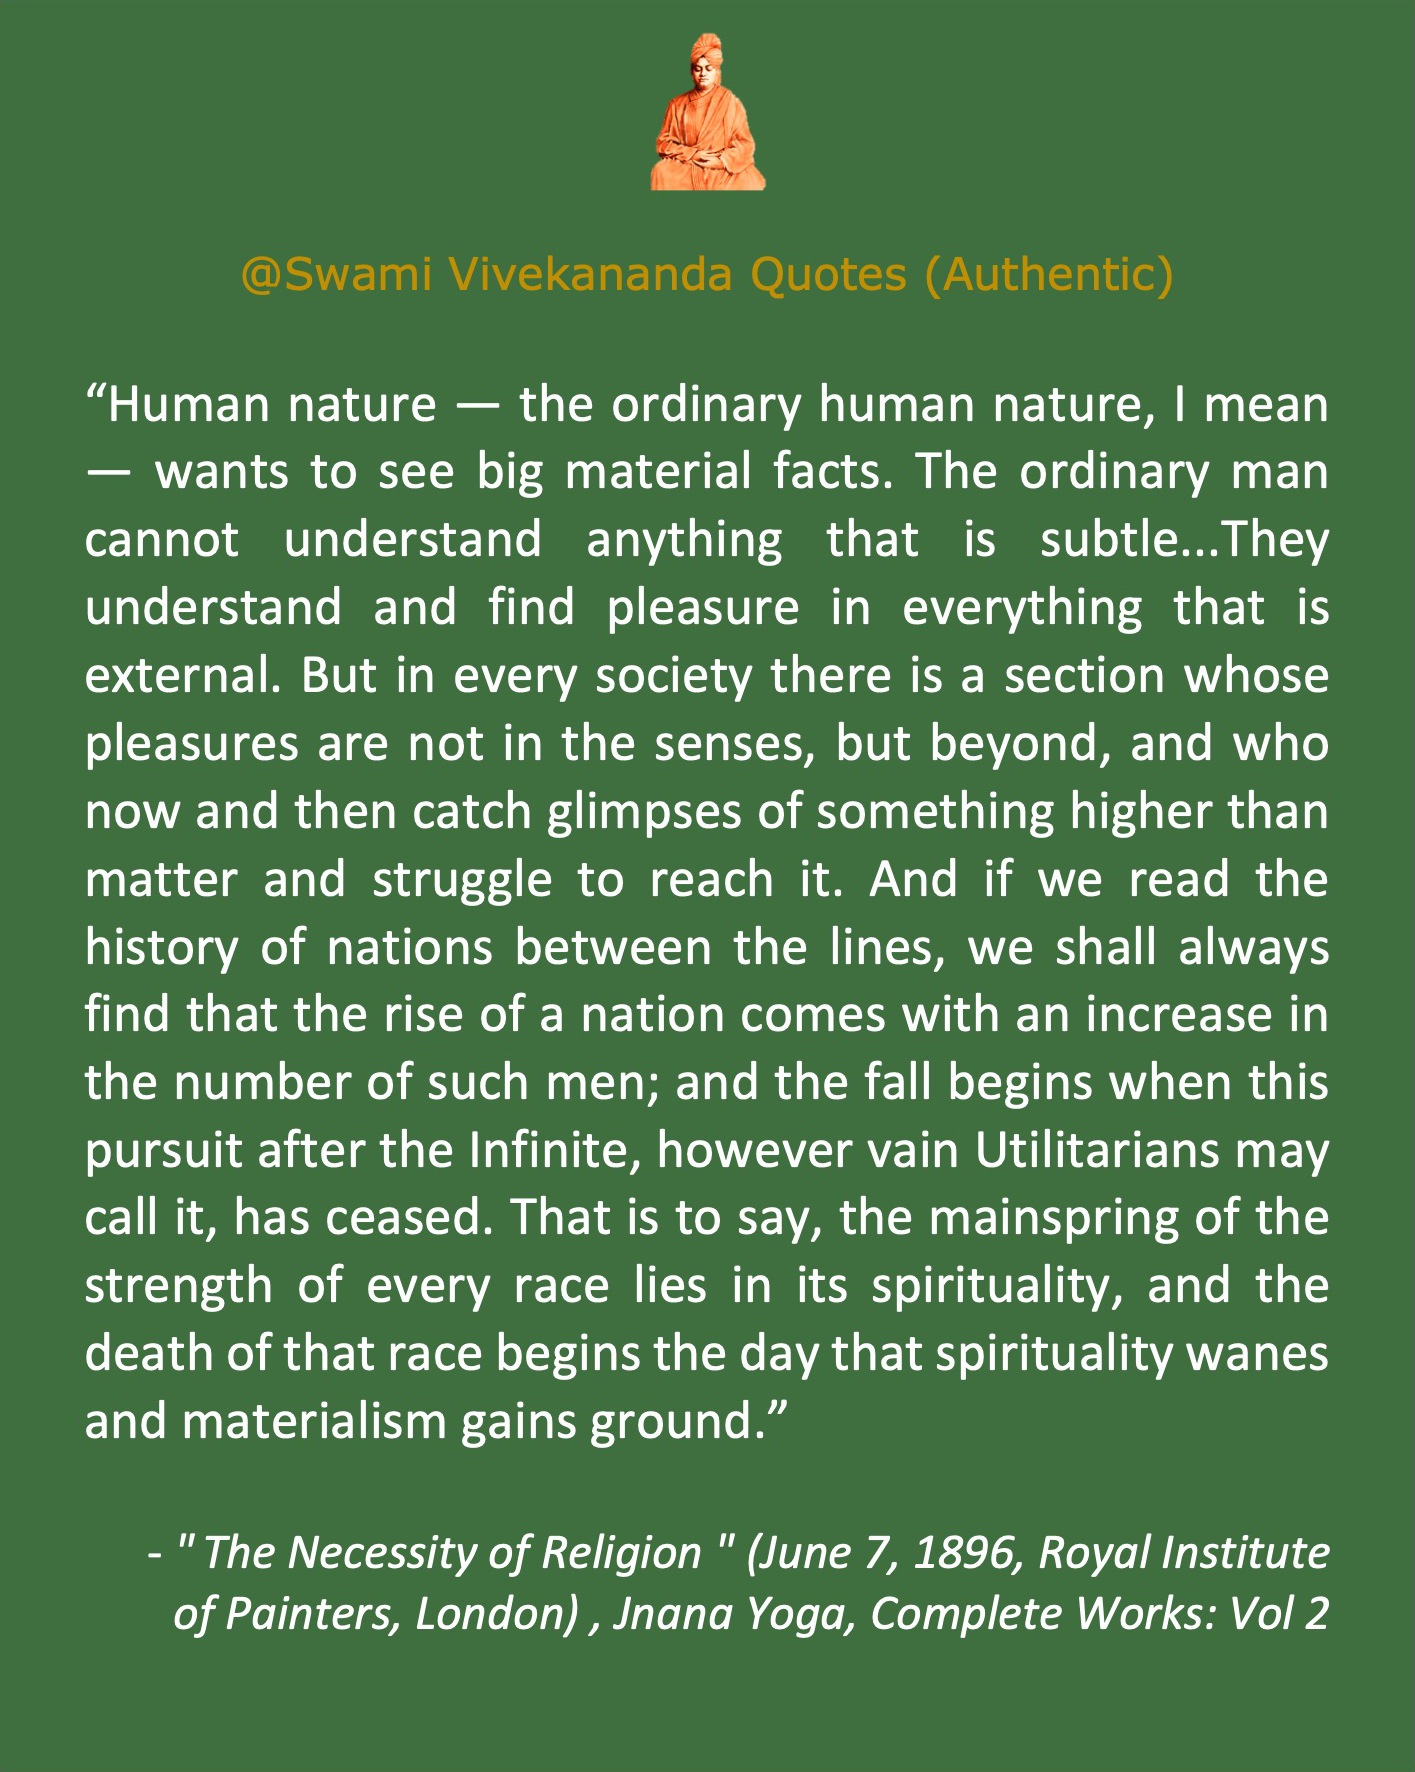 @Swami Vivekananda Quotes (Authentic)
“Human nature — the ordinary human nature, I mean
— wants to see big material facts. The ordinary man
cannot understand anything that is subtle...They
understand and find pleasure in everything that is
external. But in every society there is a section whose
pleasures are not in the senses, but beyond, and who
now and then catch glimpses of something higher than
matter and struggle to reach it. And if we read the
history of nations between the lines, we shall always
find that the rise of a nation comes with an increase in
the number of such men; and the fall begins when this
pursuit after the Infinite, however vain Utilitarians may
call it, has ceased. That is to say, the mainspring of the
strength of every race lies in its spirituality, and the
death of that race begins the day that spirituality wanes
and materialism gains ground.”
- " The Necessity of Religion " (June 7, 1896, Royal Institute
of Painters, London) , Jnana Yoga, Complete Works: Vol 2